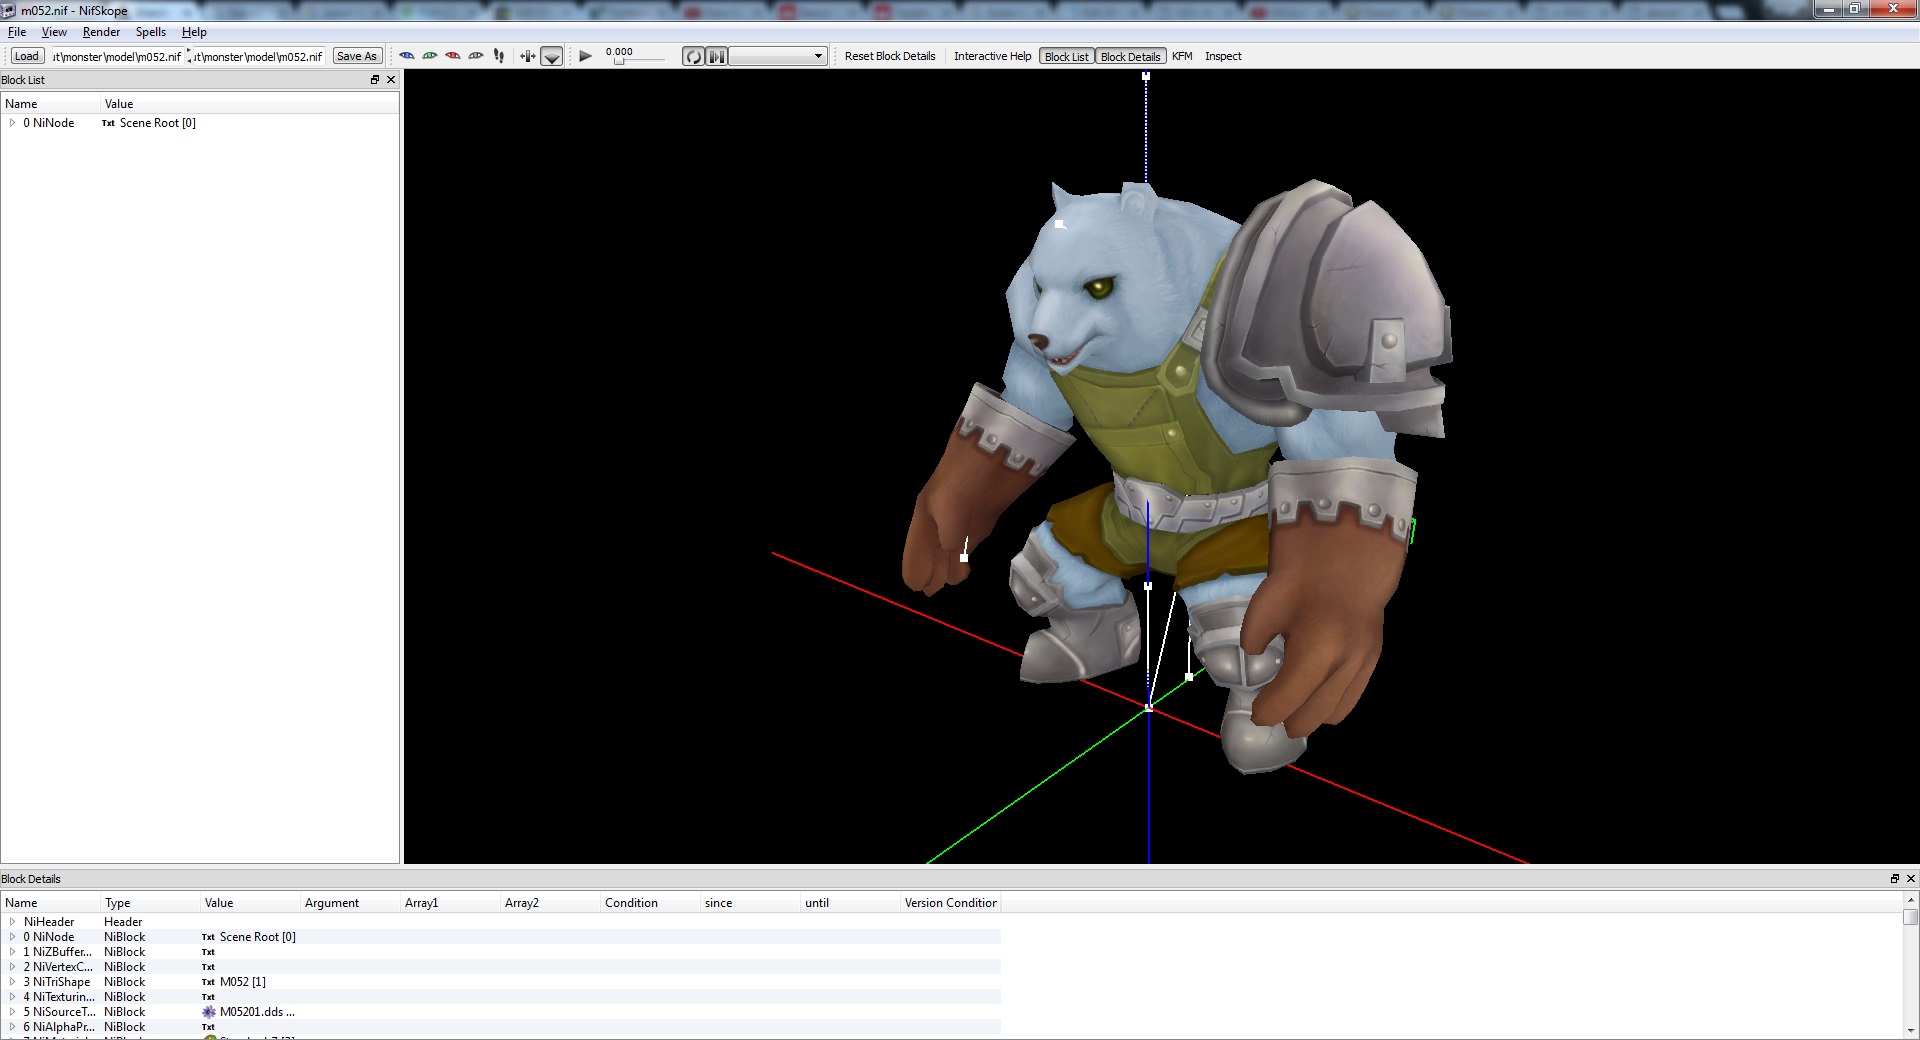 m052.nif - NifSkope
File View Render Spells Help
Load ut\monster\model\m052.nif ut\monster\model\m052.nif Save As 0.000 Reset Block Details Interactive Help Block List Block Details KFM Inspect
Block List
Name Value
0 NiNode Txt Scene Root [0]
Block Details
Name Type Value Argument Array1 Array2 Condition since until Version Condition
NiHeader Header
0 NiNode NiBlock Txt Scene Root [0]
1 NiZBuffer... NiBlock Txt
2 NiVertexC... NiBlock Txt
3 NiTriShape NiBlock Txt M052 [1]
4 NiTexturin... NiBlock Txt
5 NiSourceT... NiBlock M05201.dds ...
6 NiAlphaPr... NiBlock Txt